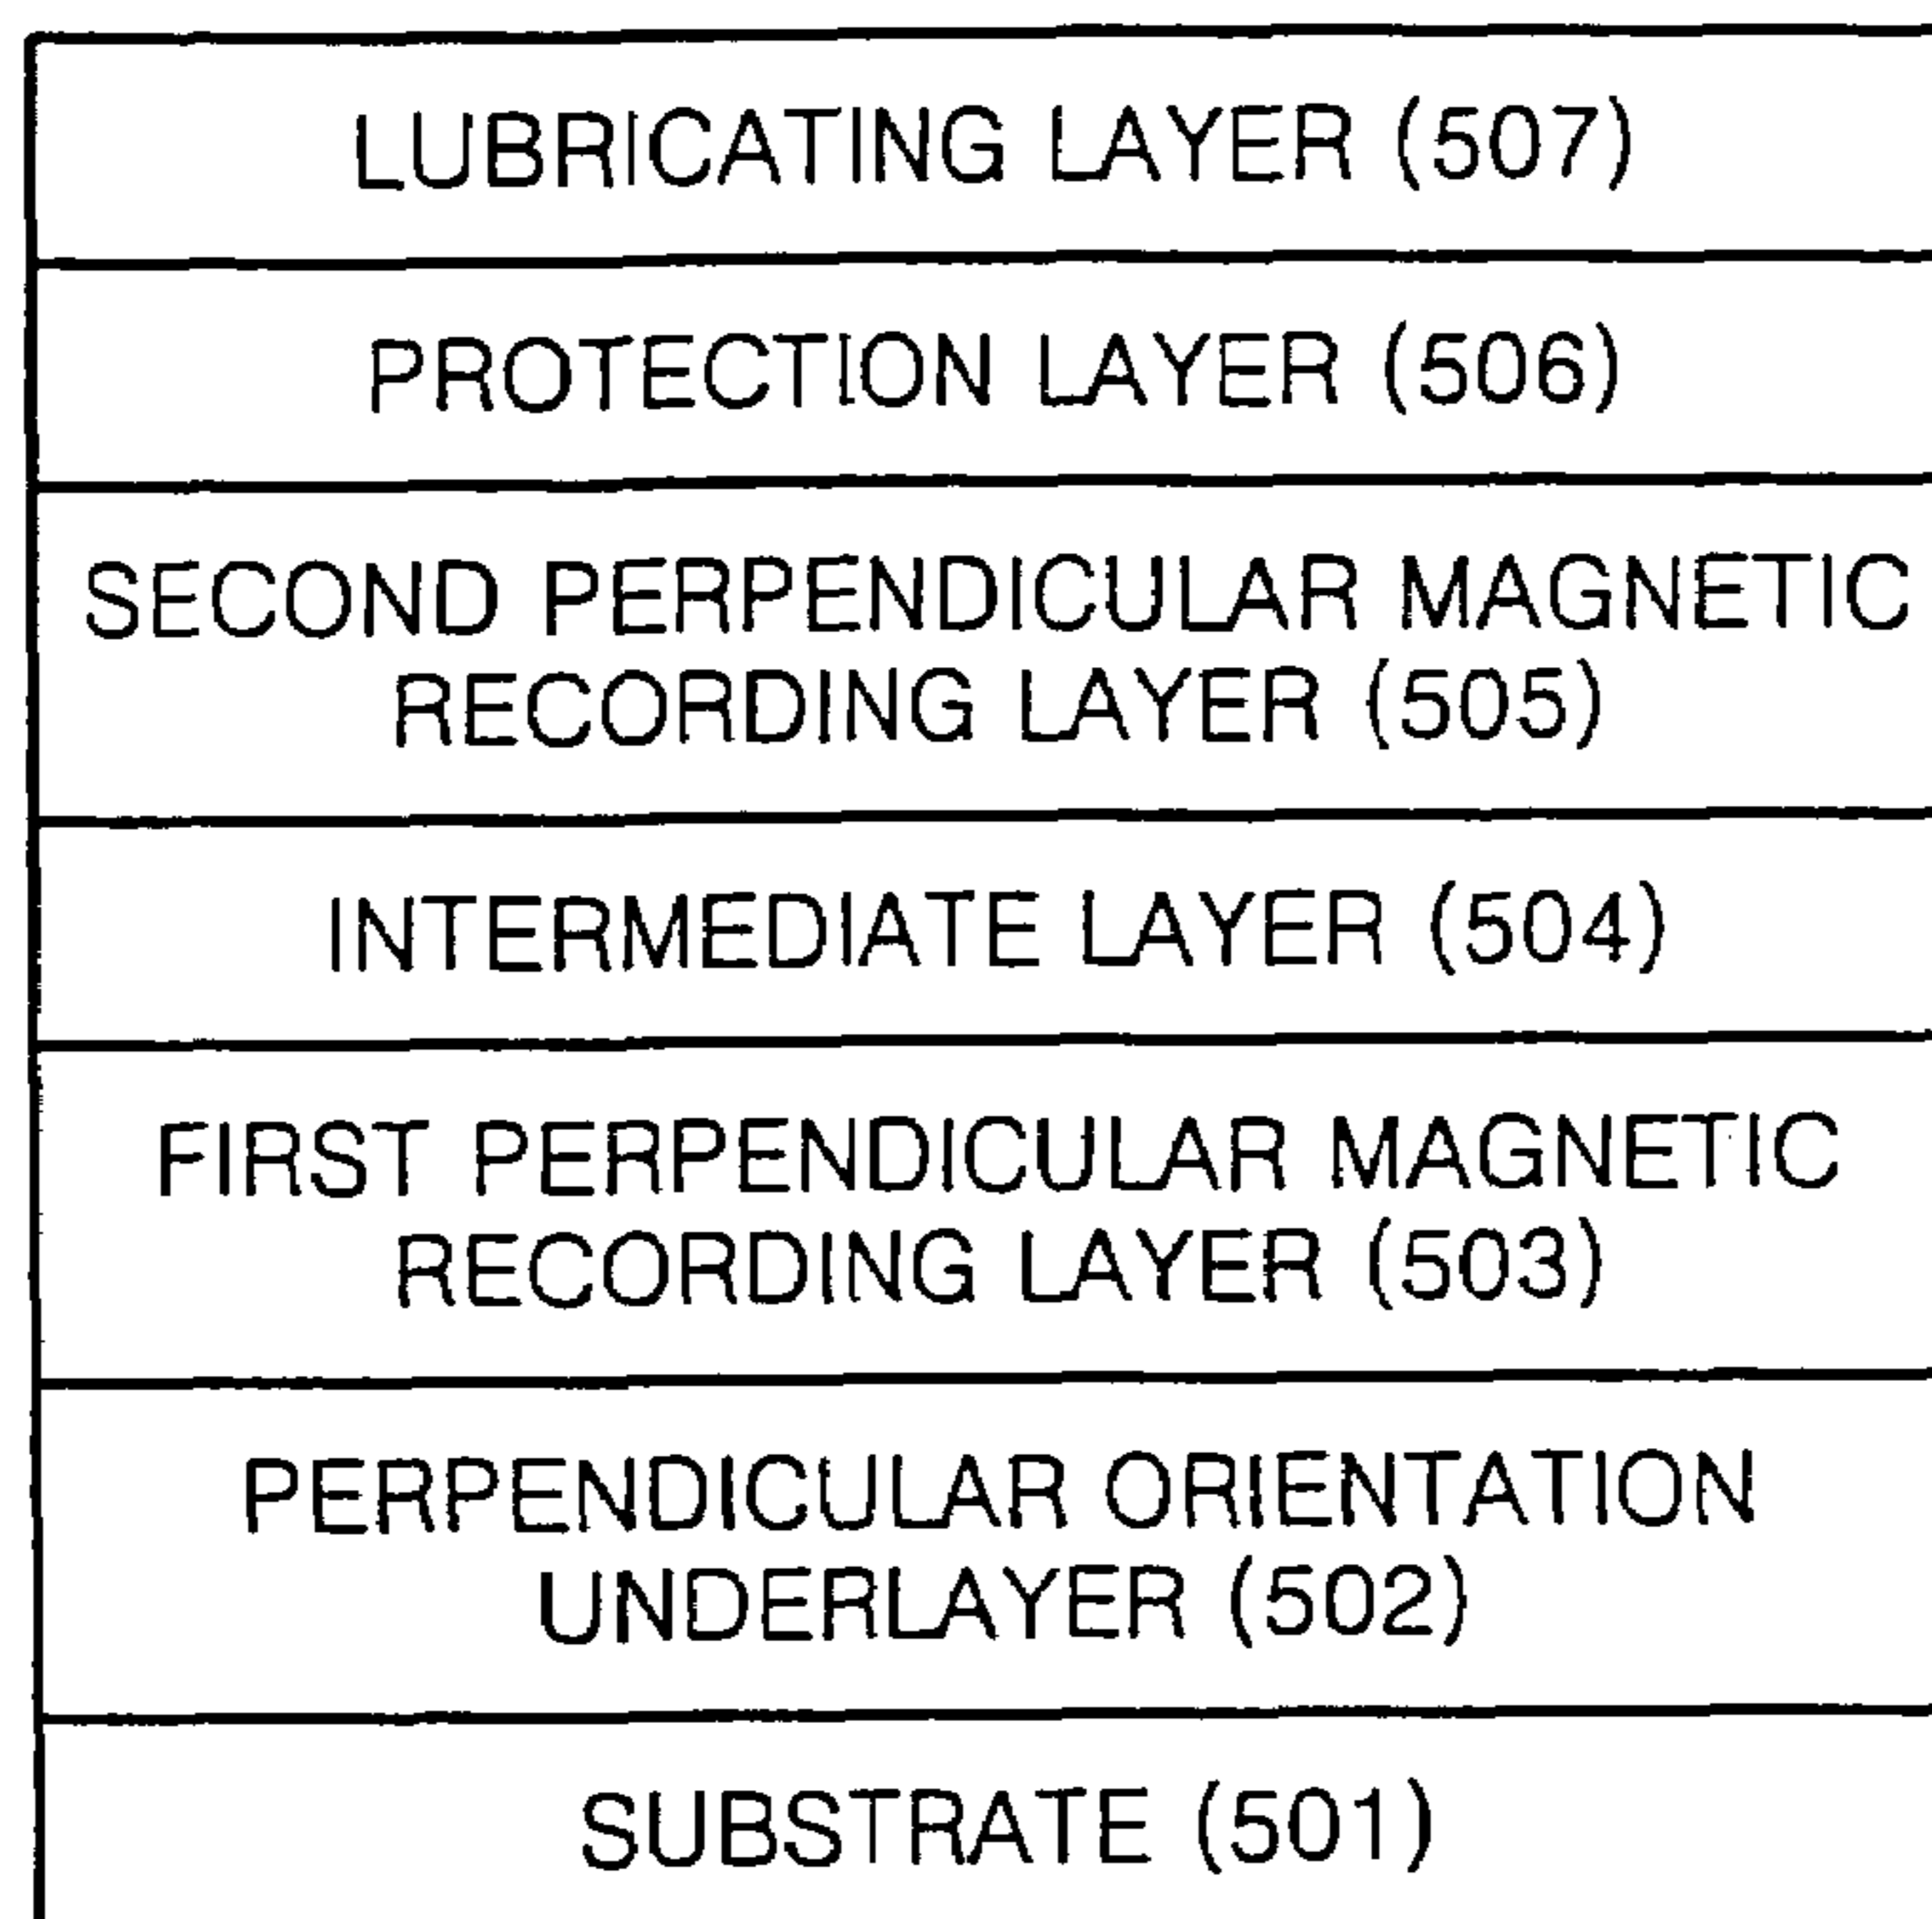 LUBRICATING LAYER (507)
PROTECTION LAYER (506)
SECOND PERPENDICULAR MAGNETIC
RECORDING LAYER (505)
INTERMEDIATE LAYER (504)
FIRST PERPENDICULAR MAGNETIC
RECORDING LAYER (503)
PERPENDICULAR ORIENTATION
UNDERLAYER (502)
SUBSTRATE (501)